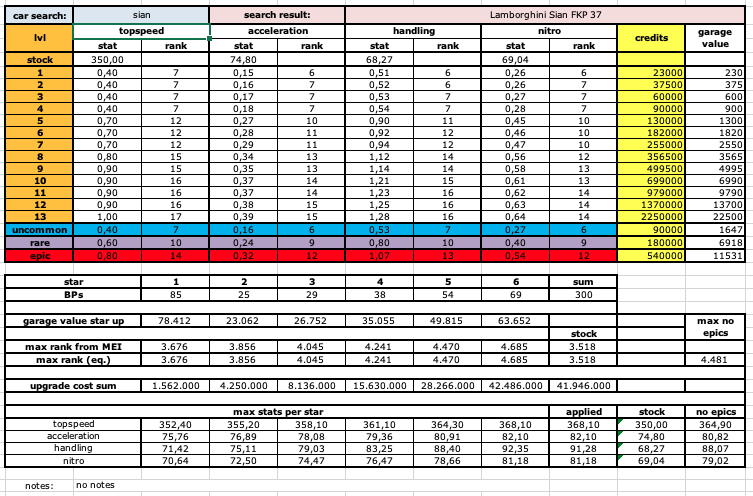 car search: sian search result: Lamborghini Sian FKP 37
lvl topspeed acceleration handling nitro credits garage value
stat rank stat rank stat rank stat rank
stock 350,00 74,80 68,27 69,04
1 0,40 7 0,15 6 0,51 6 0,26 6 23000 230
2 0,40 7 0,16 7 0,52 6 0,26 7 37500 375
3 0,40 7 0,17 7 0,53 7 0,27 7 60000 600
4 0,40 7 0,18 7 0,54 7 0,28 7 90000 900
5 0,70 12 0,27 10 0,90 11 0,45 10 130000 1300
6 0,70 12 0,28 11 0,92 12 0,46 10 182000 1820
7 0,70 12 0,29 11 0,94 12 0,47 10 255000 2550
8 0,80 15 0,34 13 1,12 14 0,56 12 356500 3565
9 0,90 15 0,35 13 1,14 14 0,58 13 499500 4995
10 0,90 16 0,37 14 1,21 15 0,61 13 699000 6990
11 0,90 16 0,37 14 1,23 16 0,62 14 979000 9790
12 0,90 16 0,38 15 1,25 16 0,63 14 1370000 13700
13 1,00 17 0,39 15 1,28 16 0,64 14 2250000 22500
uncommon 0,40 7 0,16 6 0,53 7 0,27 6 90000 1647
rare 0,60 10 0,24 9 0,80 10 0,40 9 180000 6918
epic 0,80 14 0,32 12 1,07 13 0,54 12 540000 11531
star 1 2 3 4 5 6 sum
BPs 85 25 29 38 54 69 300
garage value star up 78.412 23.062 26.752 35.055 49.815 63.652 max no epics
stock
max rank from MEI 3.676 3.856 4.045 4.241 4.470 4.685 3.518
max rank (eq.) 3.676 3.856 4.045 4.241 4.470 4.685 3.518 4.481
upgrade cost sum 1.562.000 4.250.000 8.136.000 15.630.000 28.266.000 42.486.000 41.946.000
max stats per star applied stock no epics
topspeed 352,40 355,20 358,10 361,10 364,30 368,10 368,10 350,00 364,90
acceleration 75,76 76,89 78,08 79,36 80,91 82,10 82,10 74,80 80,82
handling 71,42 75,11 79,03 83,25 88,40 92,35 91,28 68,27 88,07
nitro 70,64 72,50 74,47 76,47 78,66 81,18 81,18 69,04 79,02
notes: no notes